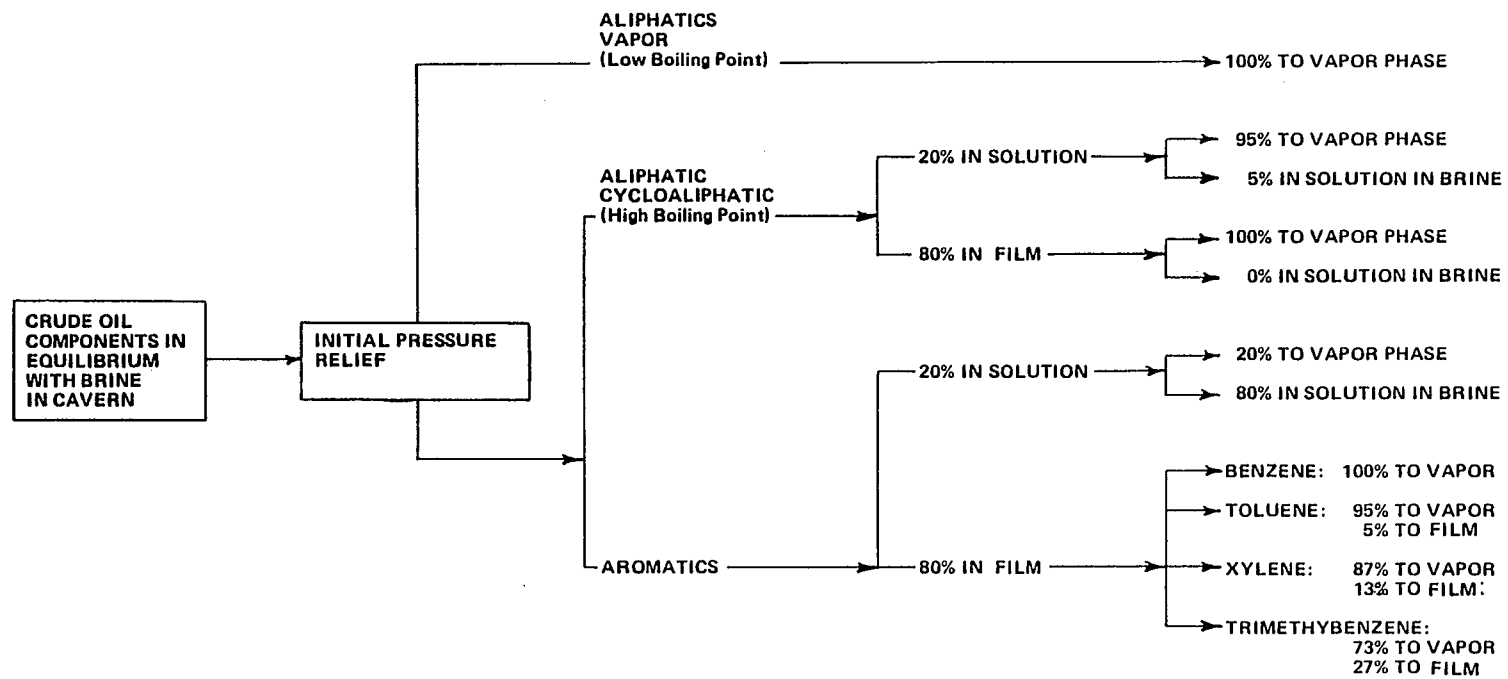 ALIPHATICS
VAPOR
(Low Boiling Point)
100% TO VAPOR PHASE
ALIPHATIC
CYCLOALIPHATIC
(High Boiling Point)
20% IN SOLUTION
95% TO VAPOR PHASE
5% IN SOLUTION IN BRINE
80% IN FILM
100% TO VAPOR PHASE
0% IN SOLUTION IN BRINE
CRUDE OIL
COMPONENTS IN
EQUILIBRIUM
WITH BRINE
IN CAVERN
INITIAL PRESSURE
RELIEF
AROMATICS
20% IN SOLUTION
20% TO VAPOR PHASE
80% IN SOLUTION IN BRINE
80% IN FILM
BENZENE: 100% TO VAPOR
TOLUENE: 95% TO VAPOR
5% TO FILM
XYLENE: 87% TO VAPOR
13% TO FILM:
TRIMETHYBENZENE:
73% TO VAPOR
27% TO FILM